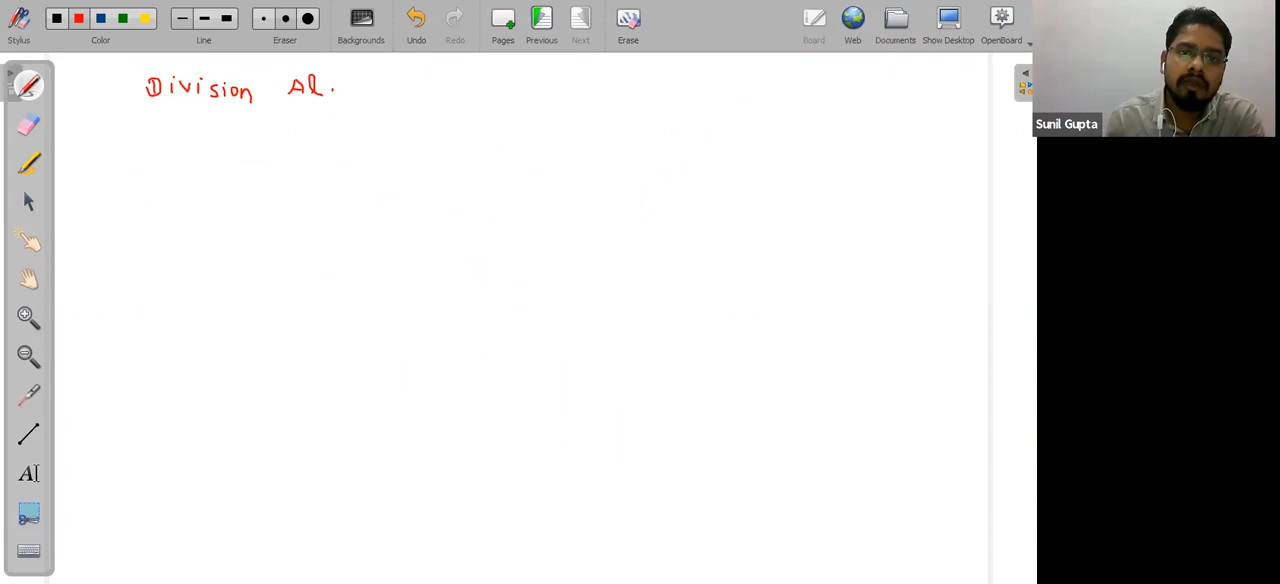 Stylus Color Line Eraser Backgrounds Undo Redo Pages Previous Next Erase Board Web Documents Show Desktop OpenBoard
Division Al.
Sunil Gupta
AI